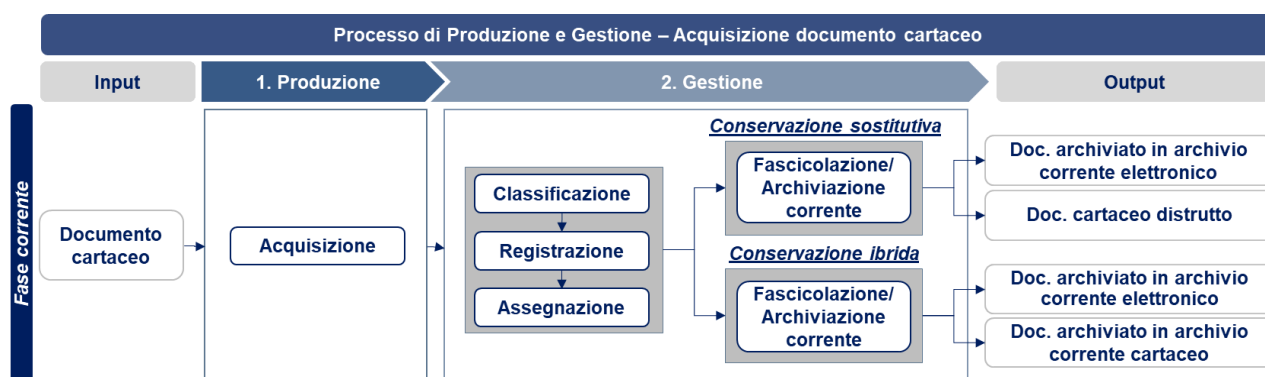 Processo di Produzione e Gestione – Acquisizione documento cartaceo
Input
1. Produzione
2. Gestione
Output
Fase corrente
Documento
cartaceo
Acquisizione
Classificazione
Registrazione
Assegnazione
Conservazione sostitutiva
Fascicolazione/
Archiviazione
corrente
Conservazione ibrida
Fascicolazione/
Archiviazione
corrente
Doc. archiviato in archivio
corrente elettronico
Doc. cartaceo distrutto
Doc. archiviato in archivio
corrente elettronico
Doc. archiviato in archivio
corrente cartaceo